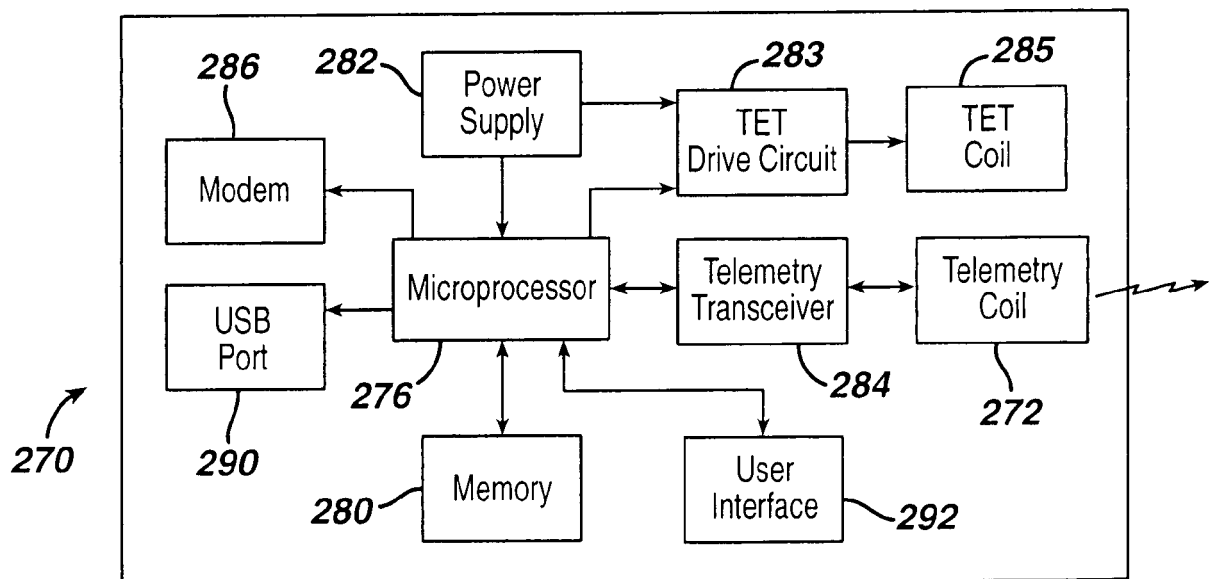 286
282
283
285
Power
Supply
TET
Drive Circuit
TET
Coil
Modem
Microprocessor
Telemetry
Transceiver
Telemetry
Coil
USB
Port
276
284
272
270
290
280
Memory
User
Interface
292